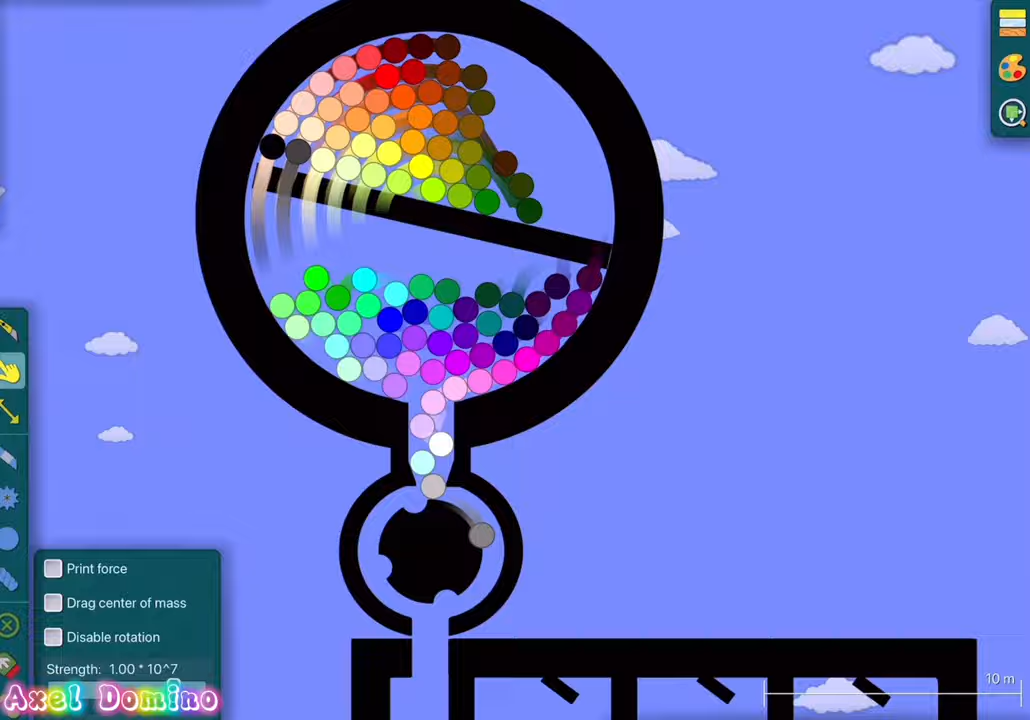 Print force
Drag center of mass
Disable rotation
Strength: 1.00 * 10^7
Axel Domino
10 m